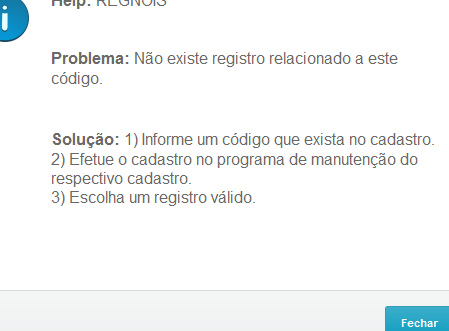 Help: REGNOIS
Problema: Não existe registro relacionado a este
código.
Solução: 1) Informe um código que exista no cadastro.
2) Efetue o cadastro no programa de manutenção do
respectivo cadastro.
3) Escolha um registro válido.
Fechar